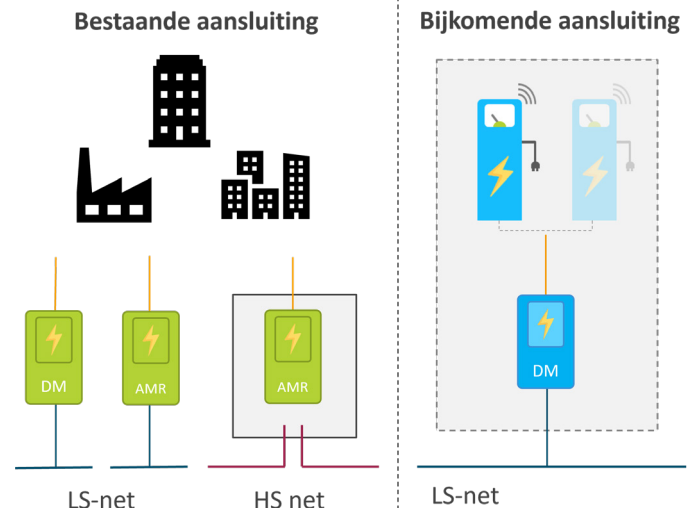 Bestaande aansluiting
Bijkomende aansluiting
DM
AMR
AMR
DM
LS-net
HS net
LS-net